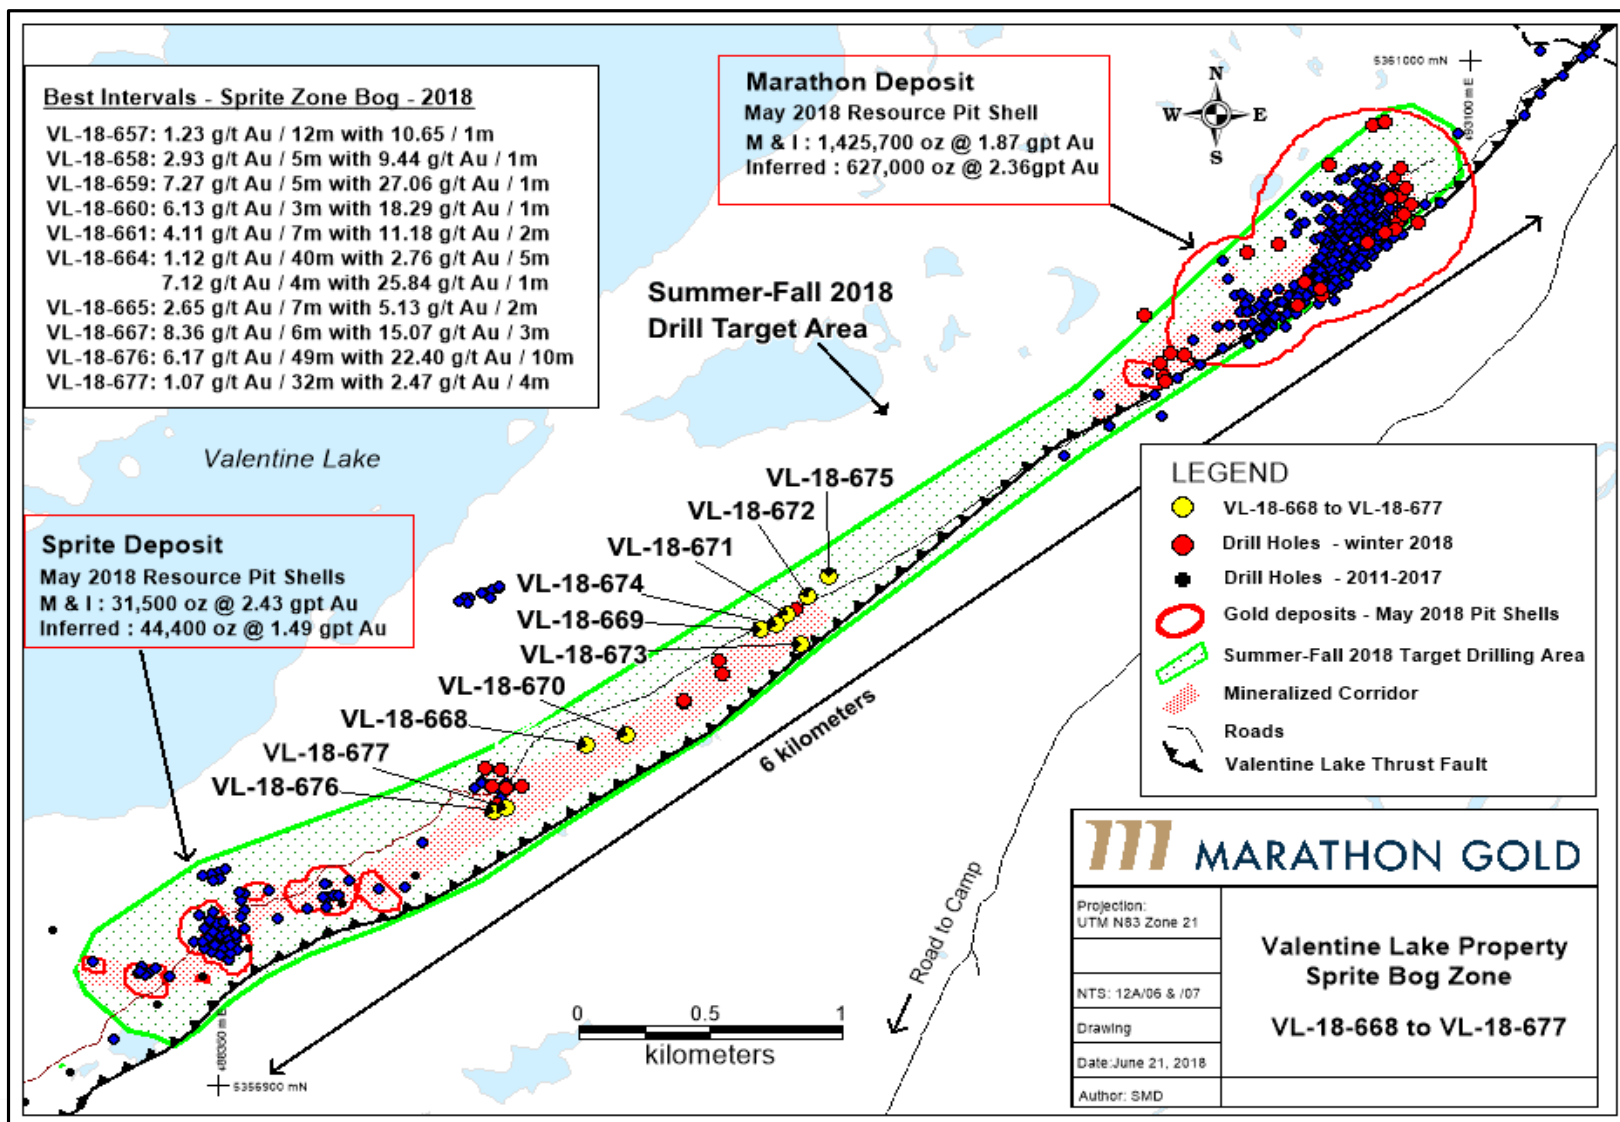 Best Intervals - Sprite Zone Bog - 2018
VL-18-657: 1.23 g/t Au / 12m with 10.65 / 1m
VL-18-658: 2.93 g/t Au / 5m with 9.44 g/t Au / 1m
VL-18-659: 7.27 g/t Au / 5m with 27.06 g/t Au / 1m
VL-18-660: 6.13 g/t Au / 3m with 18.29 g/t Au / 1m
VL-18-661: 4.11 g/t Au / 7m with 11.18 g/t Au / 2m
VL-18-664: 1.12 g/t Au / 40m with 2.76 g/t Au / 5m
7.12 g/t Au / 4m with 25.84 g/t Au / 1m
VL-18-665: 2.65 g/t Au / 7m with 5.13 g/t Au / 2m
VL-18-667: 8.36 g/t Au / 6m with 15.07 g/t Au / 3m
VL-18-676: 6.17 g/t Au / 49m with 22.40 g/t Au / 10m
VL-18-677: 1.07 g/t Au / 32m with 2.47 g/t Au / 4m
Marathon Deposit
May 2018 Resource Pit Shell
M & I : 1,425,700 oz @ 1.87 gpt Au
Inferred : 627,000 oz @ 2.36gpt Au
N
W
E
S
5361000 mN
493100 m E
Summer-Fall 2018
Drill Target Area
Valentine Lake
Sprite Deposit
May 2018 Resource Pit Shells
M & I : 31,500 oz @ 2.43 gpt Au
Inferred : 44,400 oz @ 1.49 gpt Au
VL-18-675
VL-18-672
VL-18-671
VL-18-674
VL-18-669
VL-18-673
VL-18-670
VL-18-668
VL-18-677
VL-18-676
6 kilometers
LEGEND
VL-18-668 to VL-18-677
Drill Holes - winter 2018
Drill Holes - 2011-2017
Gold deposits - May 2018 Pit Shells
Summer-Fall 2018 Target Drilling Area
Mineralized Corridor
Roads
Valentine Lake Thrust Fault
Road to Camp
488350 m E
5356900 mN
0 0.5 1
kilometers
MARATHON GOLD
Projection:
UTM N83 Zone 21
NTS: 12A/06 & /07
Drawing
Date:June 21, 2018
Author: SMD
Valentine Lake Property
Sprite Bog Zone
VL-18-668 to VL-18-677